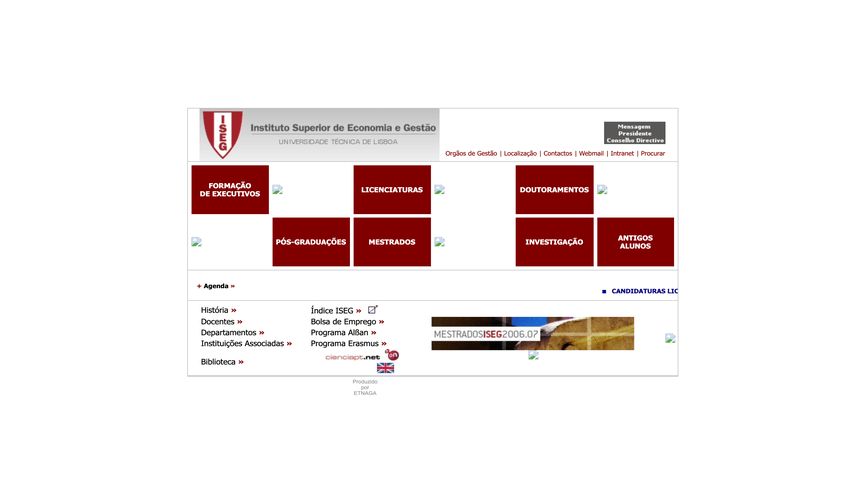 ISEG
Instituto Superior de Economia e Gestão
UNIVERSIDADE TÉCNICA DE LISBOA
Mensagem
Presidente
Conselho Directivo
Orgãos de Gestão | Localização | Contactos | Webmail | Intranet | Procurar
FORMAÇÃO
DE EXECUTIVOS
LICENCIATURAS
DOUTORAMENTOS
PÓS-GRADUAÇÕES
MESTRADOS
INVESTIGAÇÃO
ANTIGOS
ALUNOS
+ Agenda »
CANDIDATURAS LIC
História »
Docentes »
Departamentos »
Instituições Associadas »
Biblioteca »
Índice ISEG »
Bolsa de Emprego »
Programa Alßan »
Programa Erasmus »
cienciapt.net
b-on
MESTRADOSISEG2006.07
Produzido
por
ETNAGA